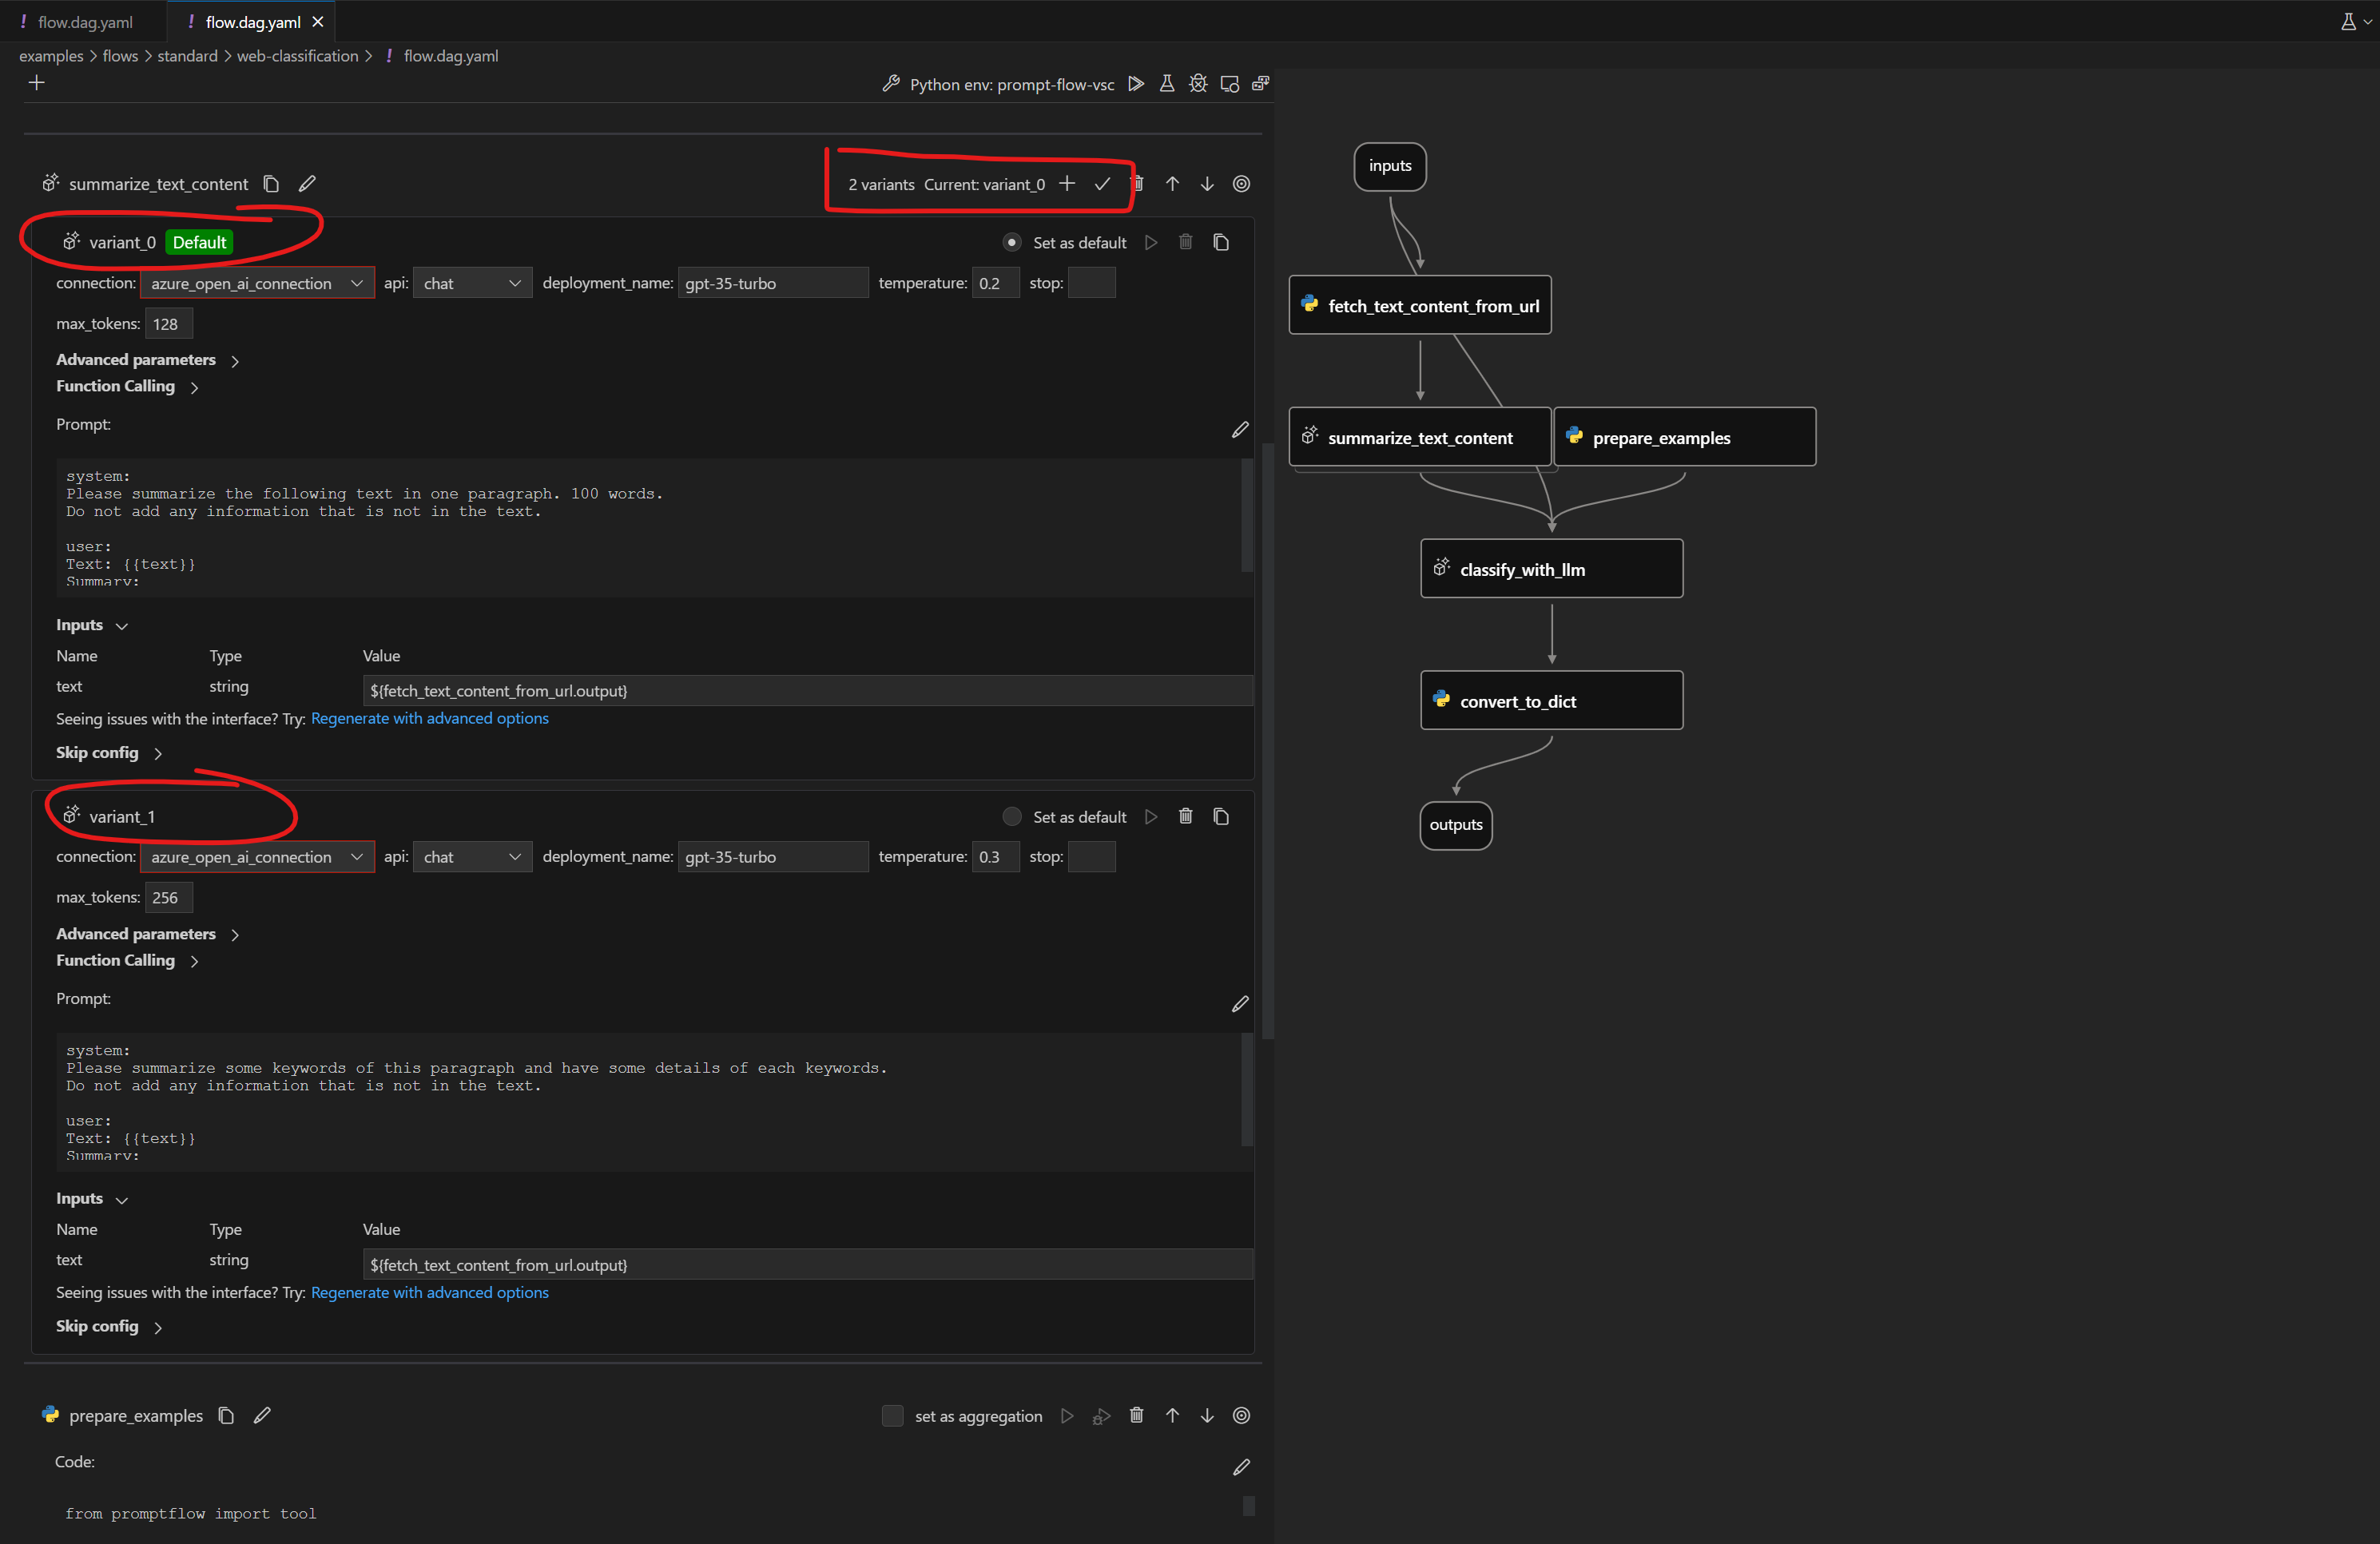 ! flow.dag.yaml
! flow.dag.yaml
examples > flows > standard > web-classification > ! flow.dag.yaml
Python env: prompt-flow-vsc
summarize_text_content
2 variants Current: variant_0
variant_0 Default
Set as default
connection: azure_open_ai_connection api: chat deployment_name: gpt-35-turbo temperature: 0.2 stop:
max_tokens: 128
Advanced parameters
Function Calling
Prompt:
system:
Please summarize the following text in one paragraph. 100 words.
Do not add any information that is not in the text.
user:
Text: {{text}}
Summary:
Inputs
Name Type Value
text string ${fetch_text_content_from_url.output}
Seeing issues with the interface? Try: Regenerate with advanced options
Skip config
variant_1
Set as default
connection: azure_open_ai_connection api: chat deployment_name: gpt-35-turbo temperature: 0.3 stop:
max_tokens: 256
Advanced parameters
Function Calling
Prompt:
system:
Please summarize some keywords of this paragraph and have some details of each keywords.
Do not add any information that is not in the text.
user:
Text: {{text}}
Summary:
Inputs
Name Type Value
text string ${fetch_text_content_from_url.output}
Seeing issues with the interface? Try: Regenerate with advanced options
Skip config
prepare_examples
set as aggregation
Code:
from promptflow import tool
inputs
fetch_text_content_from_url
summarize_text_content
prepare_examples
classify_with_llm
convert_to_dict
outputs